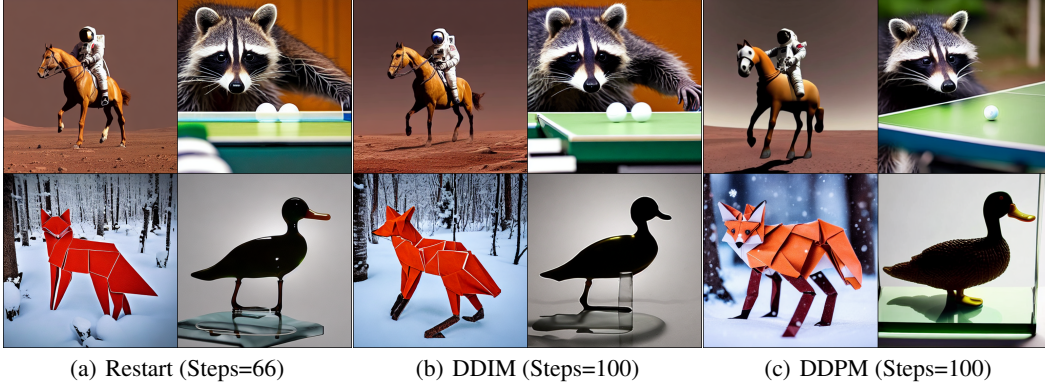 (a) Restart (Steps=66)
(b) DDIM (Steps=100)
(c) DDPM (Steps=100)